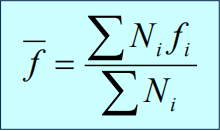 f̄ = ∑ N_i f_i / ∑ N_i